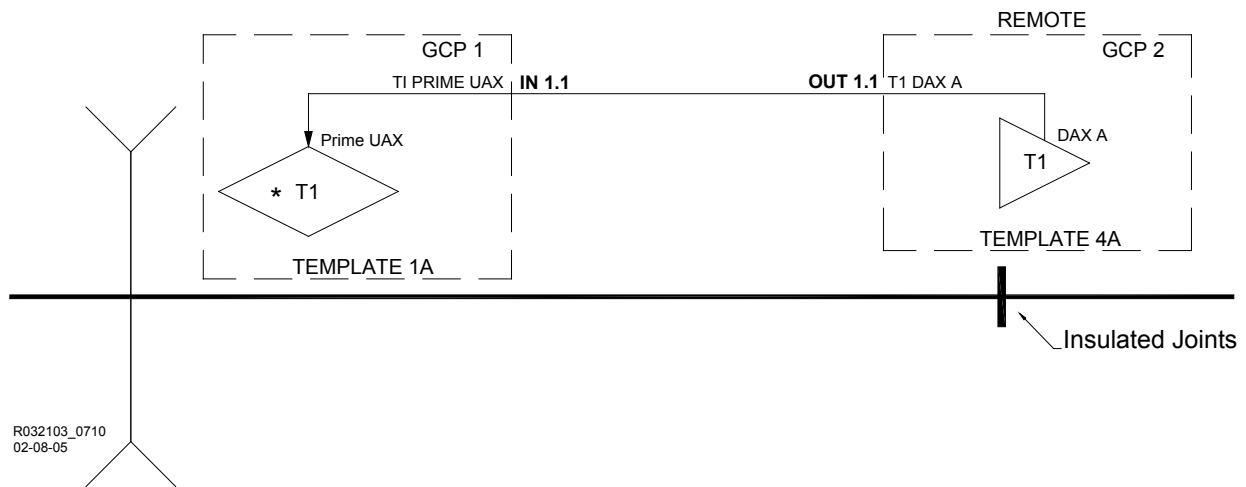 REMOTE
GCP 1
GCP 2
TI PRIME UAX IN 1.1
OUT 1.1 T1 DAX A
Prime UAX
DAX A
* T1
T1
TEMPLATE 1A
TEMPLATE 4A
Insulated Joints
R032103_0710
02-08-05